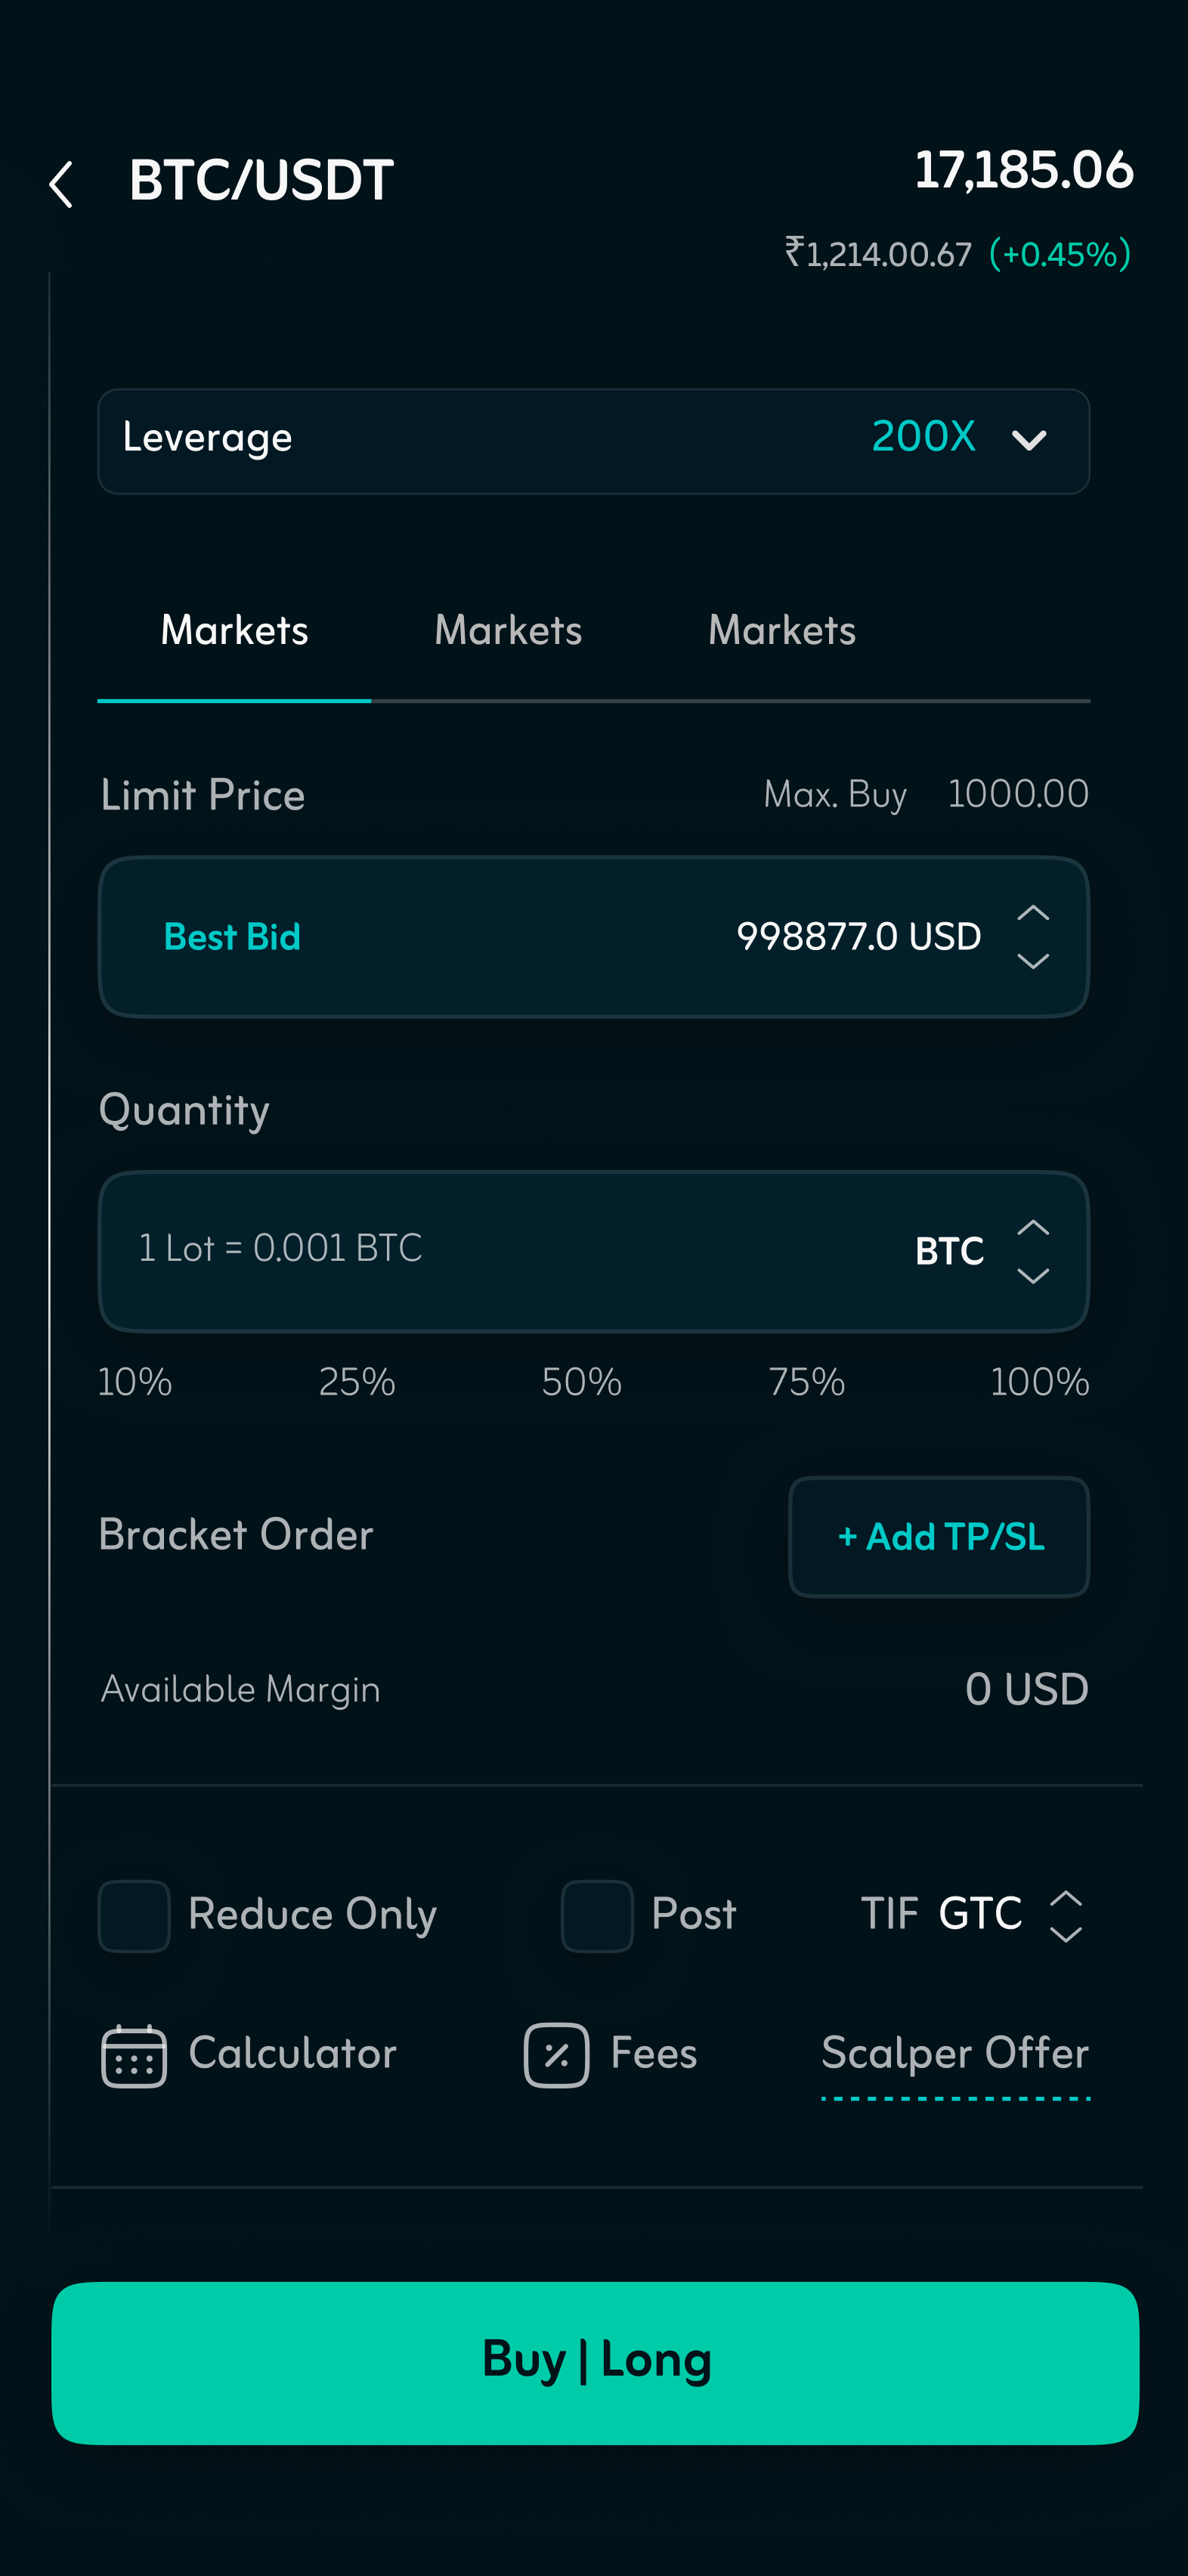 BTC/USDT
17,185.06
₹1,214.00.67 (+0.45%)
Leverage 200X
Markets Markets Markets
Limit Price Max. Buy 1000.00
Best Bid 998877.0 USD
Quantity
1 Lot = 0.001 BTC BTC
10% 25% 50% 75% 100%
Bracket Order + Add TP/SL
Available Margin 0 USD
Reduce Only Post TIF GTC
Calculator Fees Scalper Offer
Buy | Long